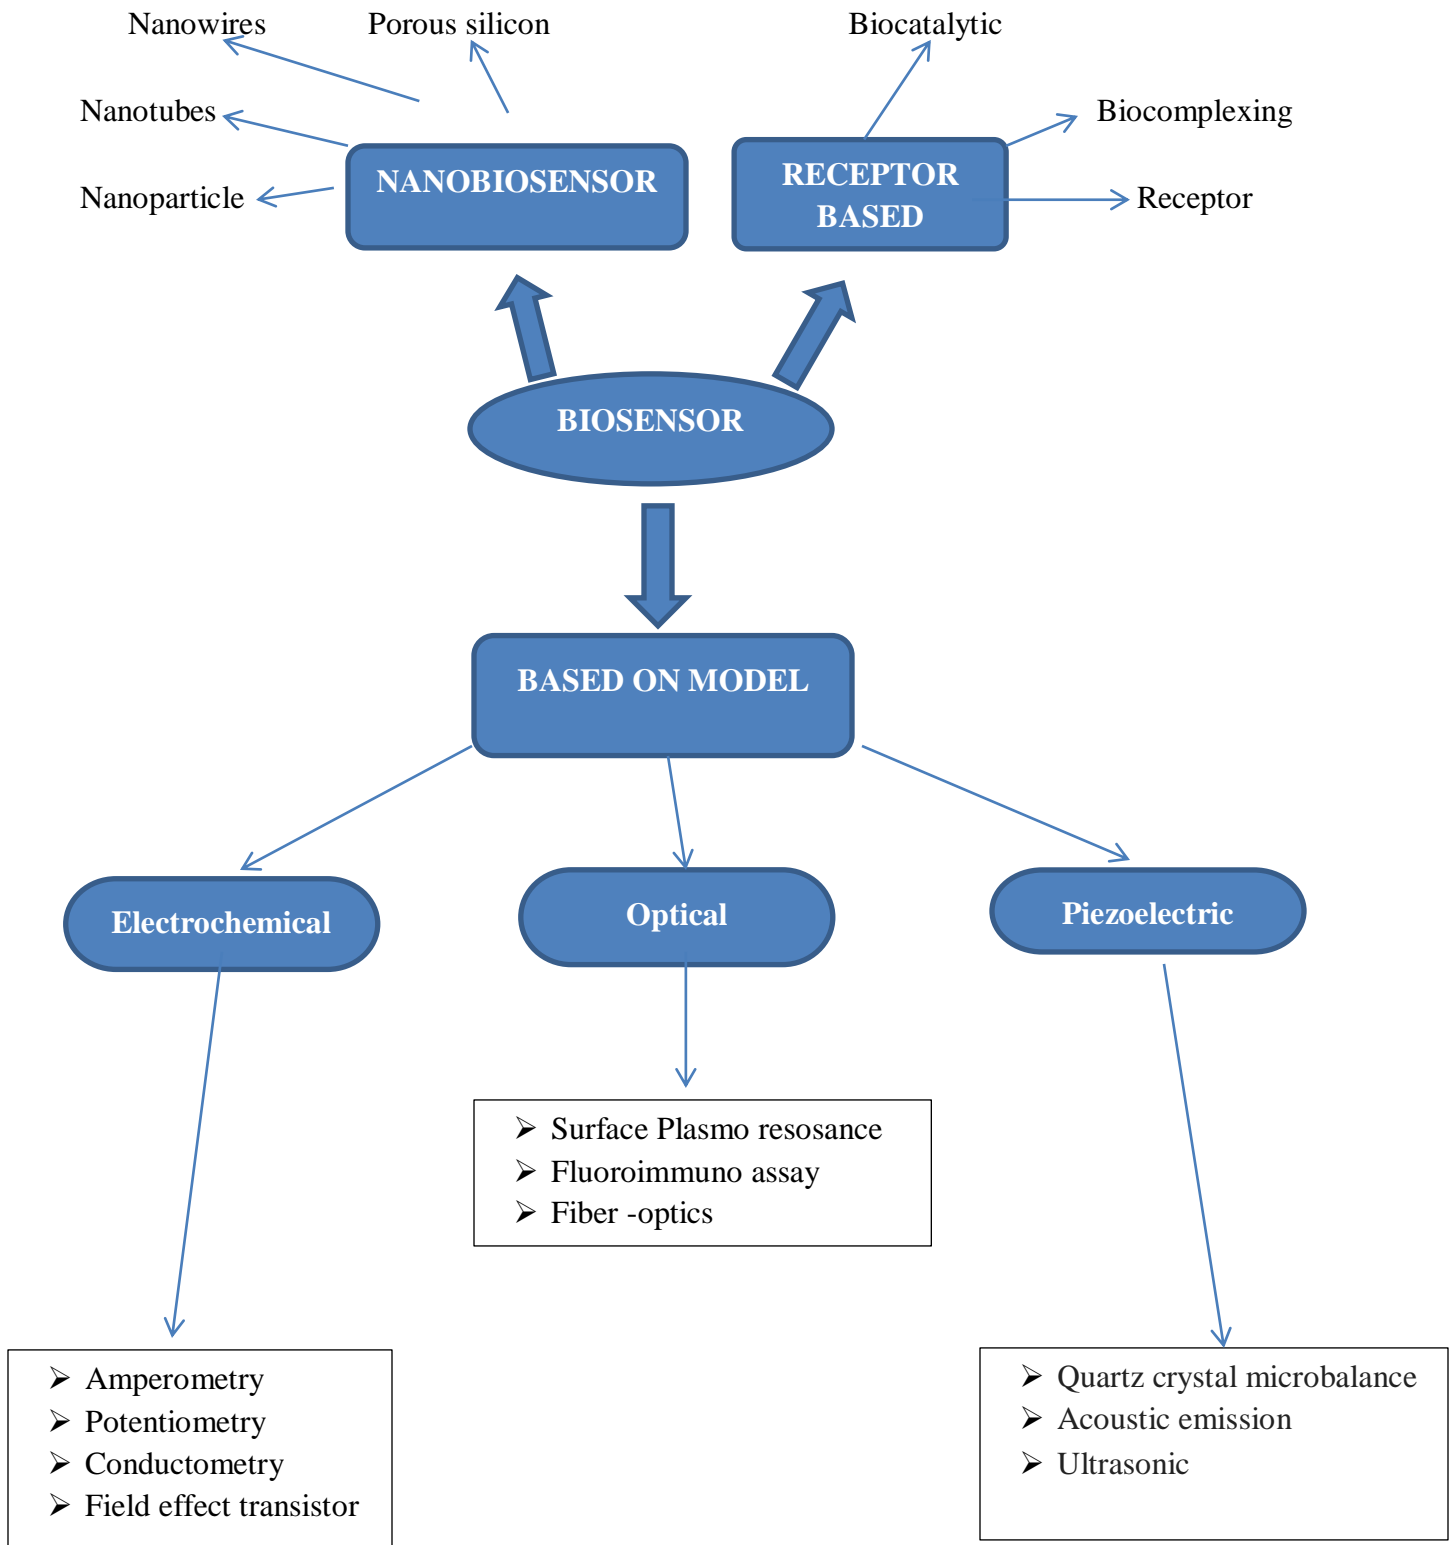 Nanowires
Porous silicon
Biocatalytic
Nanotubes
Biocomplexing
NANOBIOSENSOR
RECEPTOR
BASED
Nanoparticle
Receptor
BIOSENSOR
BASED ON MODEL
Electrochemical
Optical
Piezoelectric
➢ Surface Plasmo resosance
➢ Fluoroimmuno assay
➢ Fiber -optics
➢ Amperometry
➢ Potentiometry
➢ Conductometry
➢ Field effect transistor
➢ Quartz crystal microbalance
➢ Acoustic emission
➢ Ultrasonic